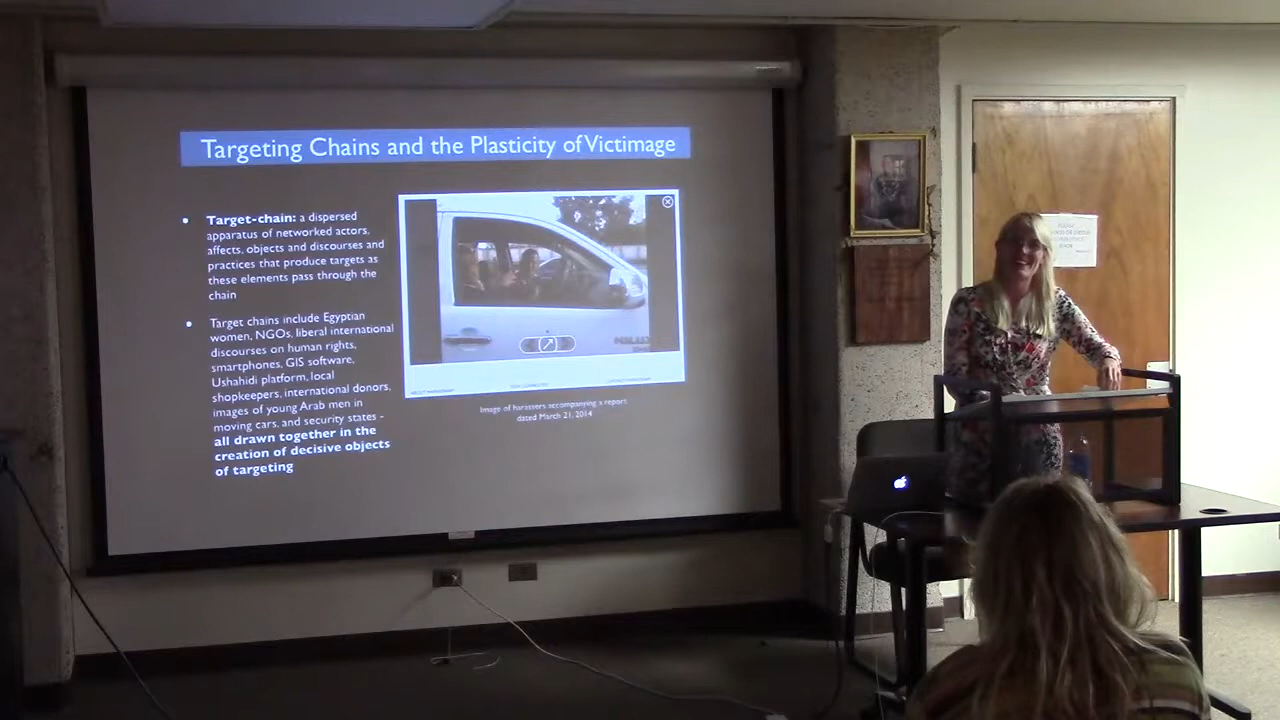 Targeting Chains and the Plasticity of Victimage
Target-chain: a dispersed
apparatus of networked actors,
affects, objects and discourses and
practices that produce targets as
these elements pass through the
chain
Target chains include Egyptian
women, NGOs, liberal international
discourses on human rights,
smartphones, GIS software,
Ushahidi platform, local
shopkeepers, international donors,
images of young Arab men in
moving cars, and security states -
all drawn together in the
creation of decisive objects
of targeting
Image of harassers accompanying a report
dated March 21, 2014